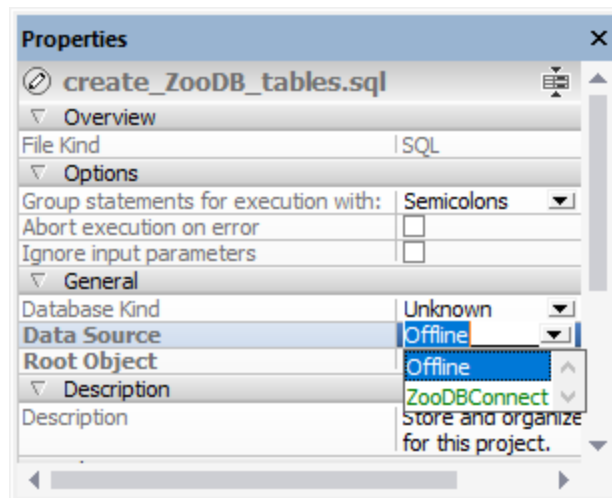 Properties
create_ZooDB_tables.sql
Overview
File Kind SQL
Options
Group statements for execution with: Semicolons
Abort execution on error
Ignore input parameters
General
Database Kind Unknown
Data Source Offline
Root Object Offline
ZooDBConnect
Description
Description Store and organize
for this project.